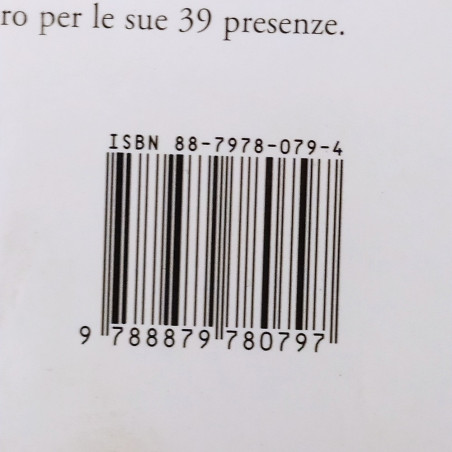 ro per le sue 39 presenze.
ISBN 88-7978-079-4
9 788879 780797